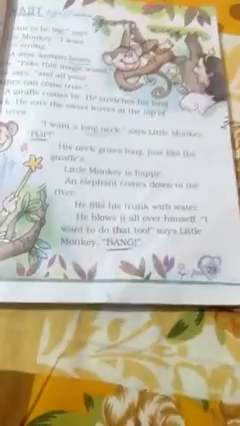 want to be big!" says
Monkey. "I want
strong."
A wise woman hears
"Take this magic wand,"
says, "and all your
wishes can come true."
A giraffe comes by. He stretches his long
He eats the sweet leaves at the top of
trees.
"I want a long neck," says Little Monkey.
"POP!"
His neck grows long, just like the
giraffe's.
Little Monkey is happy.
An elephant comes down to the
river.
He fills his trunk with water.
He blows it all over himself. "I
want to do that too!" says Little
Monkey. "BANG!"